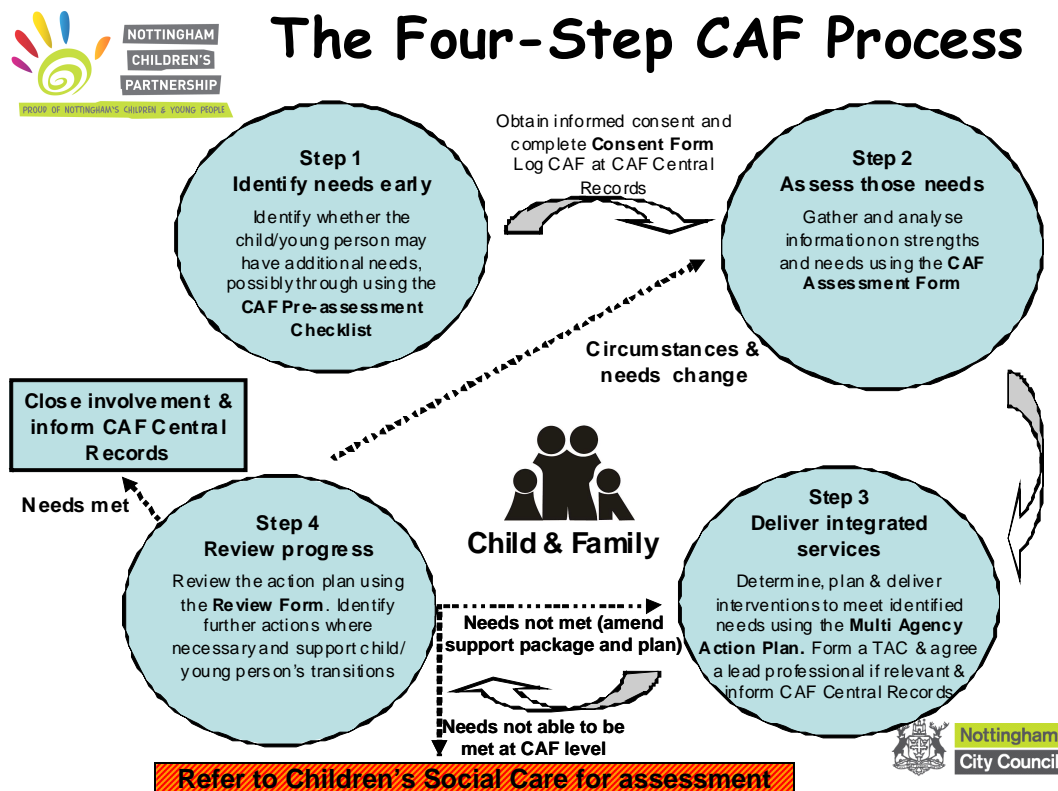 NOTTINGHAM
CHILDREN'S
PARTNERSHIP
PROUD OF NOTTINGHAM'S CHILDREN & YOUNG PEOPLE
The Four-Step CAF Process
Step 1
Identify needs early
Identify whether the
child/young person may
have additional needs,
possibly through using the
CAF Pre-assessment
Checklist
Obtain informed consent and
complete Consent Form
Log CAF at CAF Central
Records
Step 2
Assess those needs
Gather and analyse
information on strengths
and needs using the CAF
Assessment Form
Circumstances &
needs change
Close involvement &
inform CAF Central
Records
Needs met
Step 4
Review progress
Review the action plan using
the Review Form. Identify
further actions where
necessary and support child/
young person's transitions
Child & Family
Step 3
Deliver integrated
services
Determine, plan & deliver
interventions to meet identified
needs using the Multi Agency
Action Plan. Form a TAC & agree
a lead professional if relevant &
inform CAF Central Records
Needs not met (amend
support package and plan)
Needs not able to be
met at CAF level
Refer to Children's Social Care for assessment
Nottingham
City Council